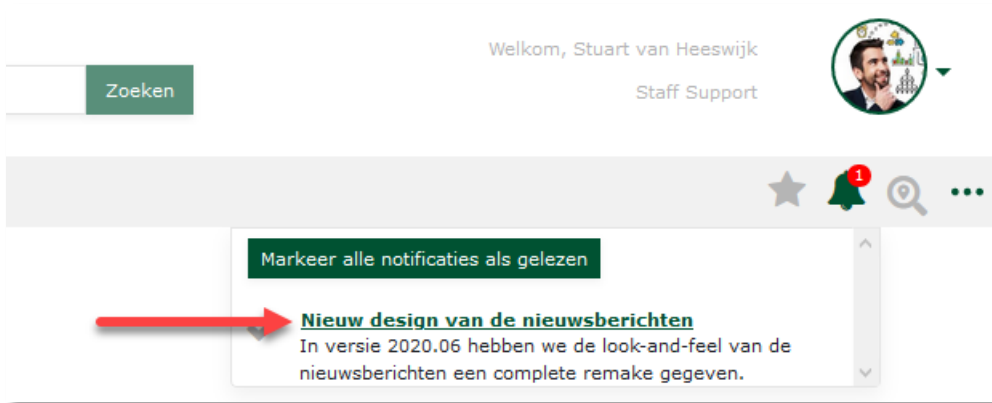 Welkom, Stuart van Heeswijk
Zoeken
Staff Support
1
Markeer alle notificaties als gelezen
Nieuw design van de nieuwsberichten
In versie 2020.06 hebben we de look-and-feel van de
nieuwsberichten een complete remake gegeven.